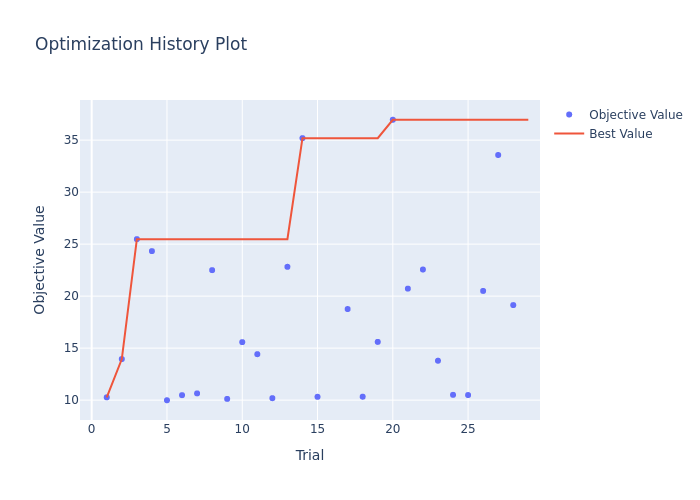 Optimization History Plot
Objective Value
Best Value
35
30
25
20
15
10
Objective Value
0 5 10 15 20 25
Trial